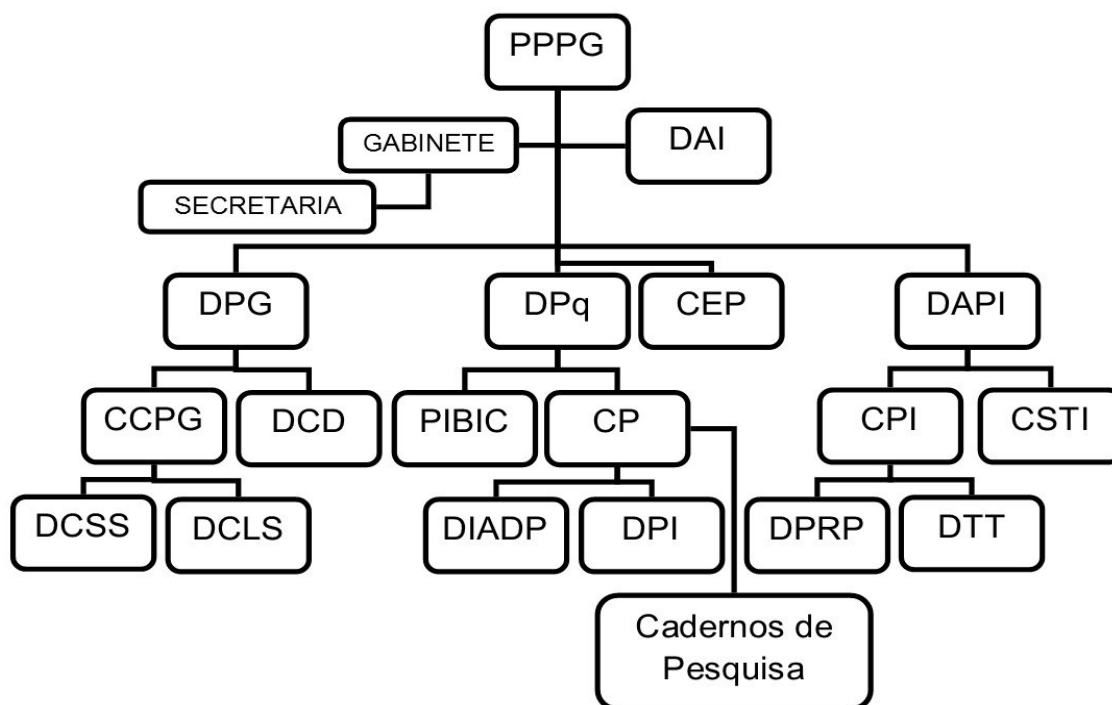 PPPG
GABINETE
DAI
SECRETARIA
DPG
DPq
CEP
DAPI
CCPG
DCD
PIBIC
CP
CPI
CSTI
DCSS
DCLS
DIADP
DPI
DPRP
DTT
Cadernos de
Pesquisa